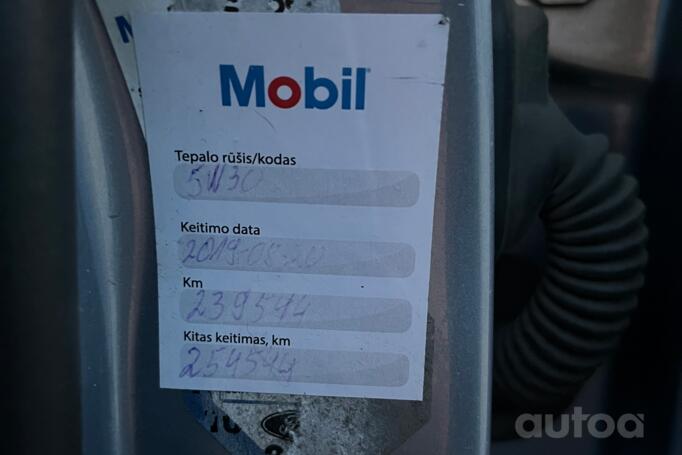 Mobil
Tepalo rūšis/kodas
5W30
Keitimo data
2019-08-20
Km
239544
Kitas keitimas, km
254544
autoa